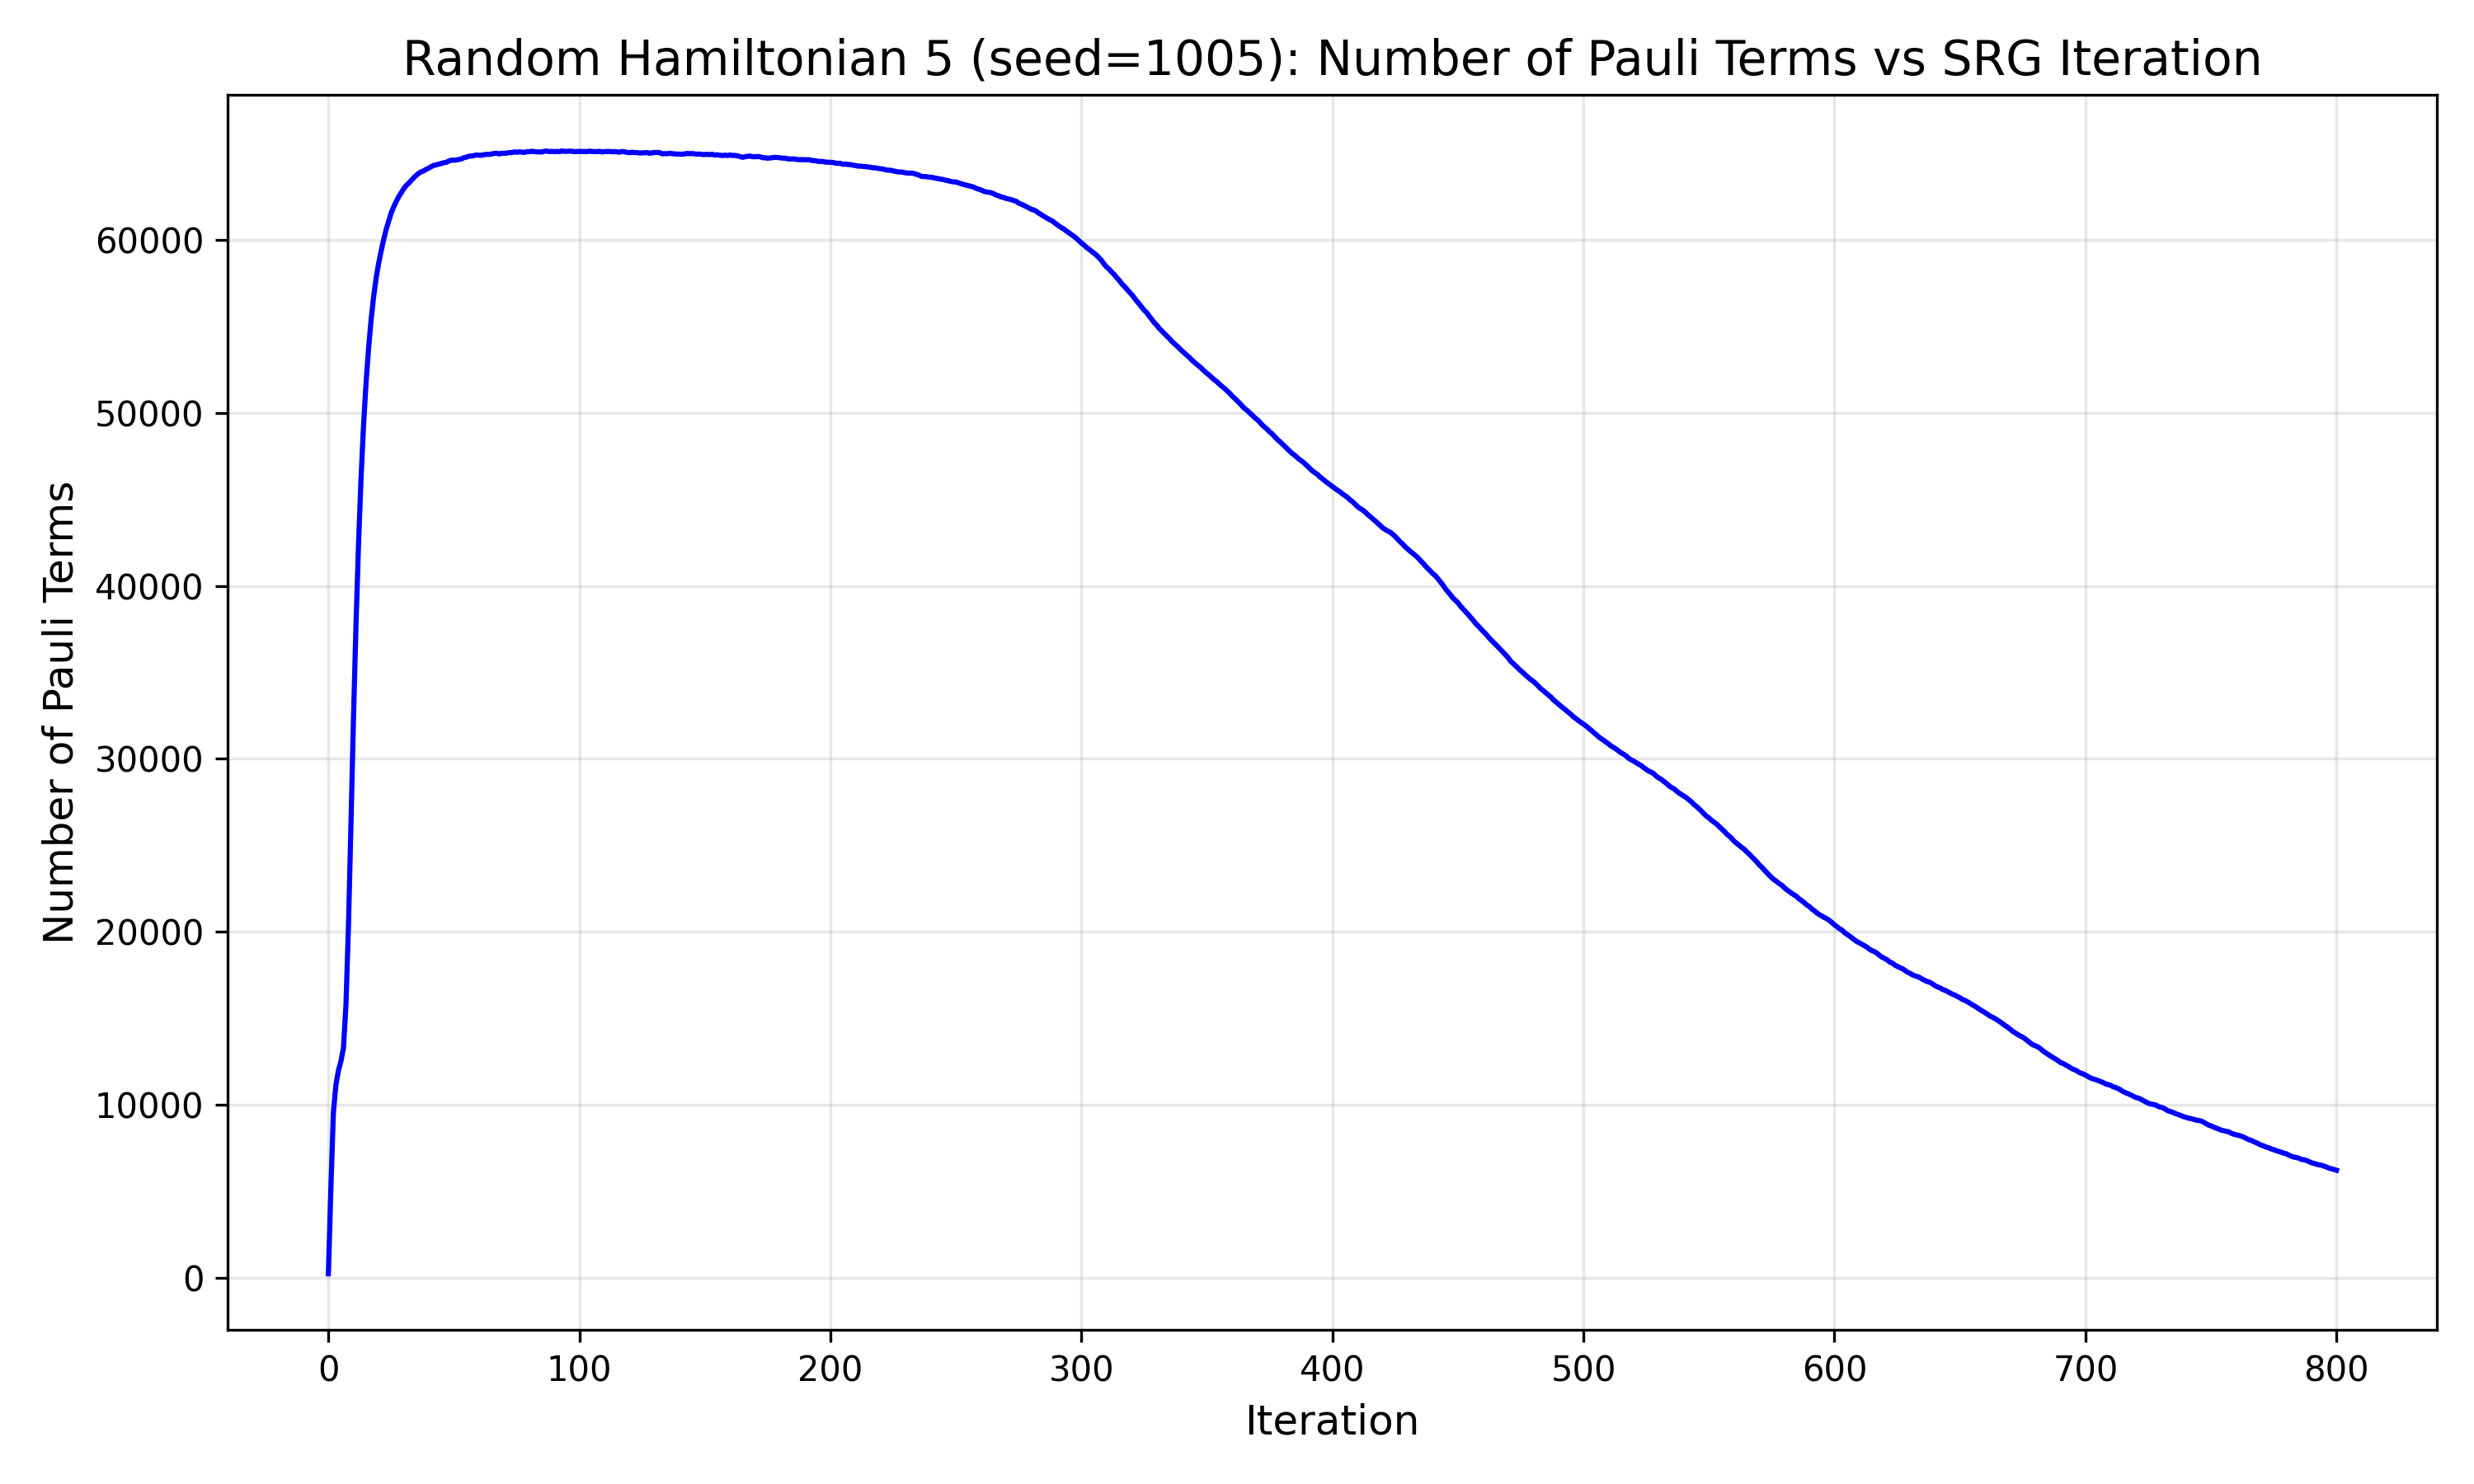 Random Hamiltonian 5 (seed=1005): Number of Pauli Terms vs SRG Iteration
Number of Pauli Terms
60000
50000
40000
30000
20000
10000
0
0 100 200 300 400 500 600 700 800
Iteration